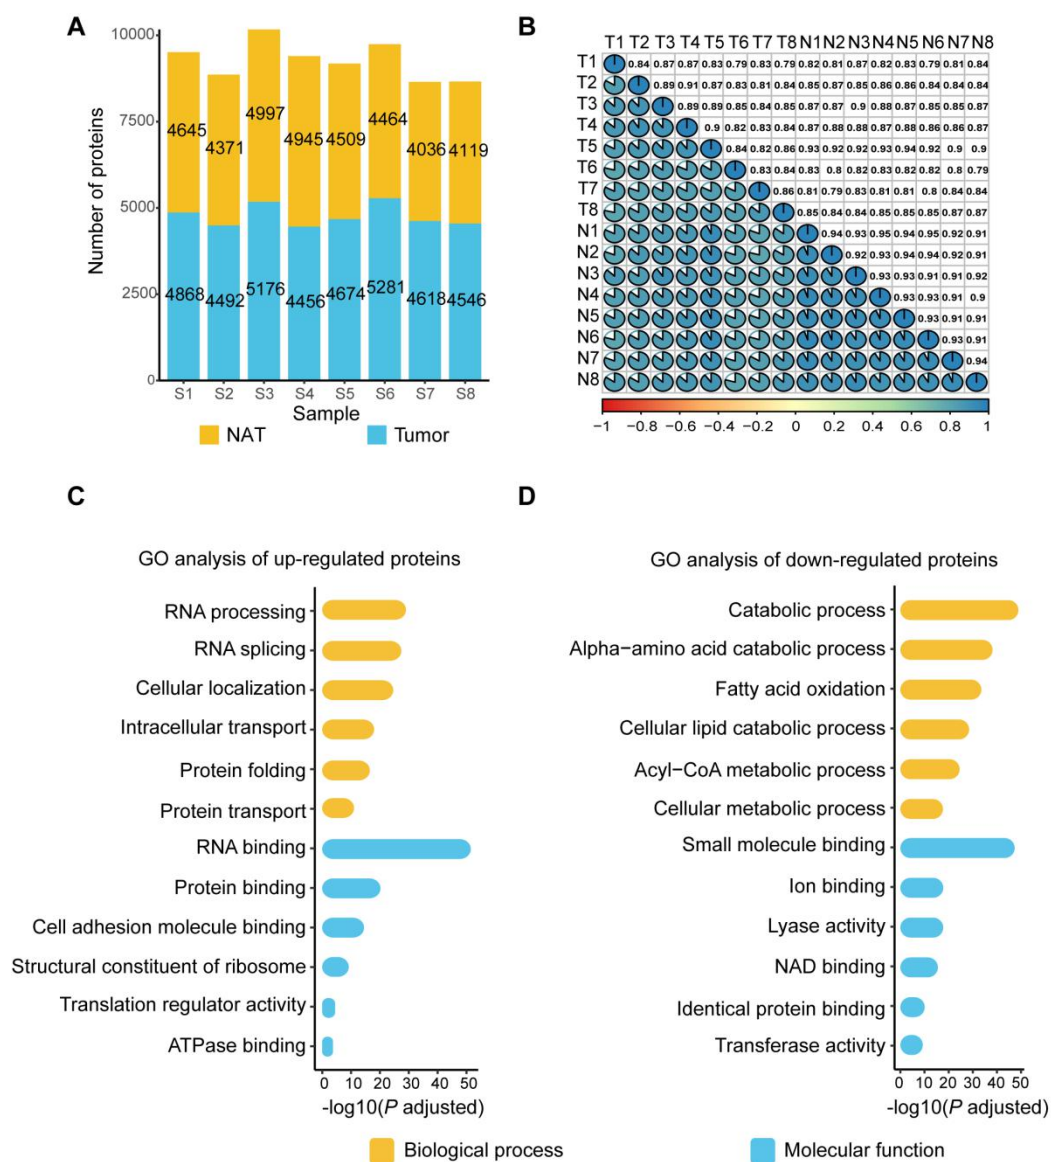 A
Number of proteins
10000
7500
5000
2500
0
4645 4371 4997 4945 4509 4464 4036 4119
4868 4492 5176 4456 4674 5281 4618 4546
S1 S2 S3 S4 S5 S6 S7 S8
Sample
NAT Tumor
B
T1 T2 T3 T4 T5 T6 T7 T8 N1 N2 N3 N4 N5 N6 N7 N8
T1 0.84 0.87 0.87 0.83 0.79 0.83 0.79 0.82 0.81 0.87 0.82 0.83 0.79 0.81 0.84
T2 0.89 0.91 0.87 0.83 0.81 0.84 0.85 0.87 0.85 0.86 0.86 0.84 0.84 0.84
T3 0.89 0.89 0.85 0.84 0.85 0.87 0.87 0.9 0.88 0.87 0.85 0.85 0.87
T4 0.9 0.82 0.83 0.84 0.87 0.88 0.88 0.87 0.88 0.86 0.86 0.87
T5 0.84 0.82 0.86 0.93 0.92 0.92 0.93 0.94 0.92 0.9 0.9
T6 0.83 0.84 0.83 0.8 0.82 0.83 0.82 0.82 0.8 0.79
T7 0.86 0.81 0.79 0.83 0.81 0.81 0.8 0.84 0.84
T8 0.85 0.84 0.84 0.85 0.85 0.85 0.87 0.87
N1 0.94 0.93 0.95 0.94 0.95 0.92 0.91
N2 0.92 0.93 0.94 0.94 0.92 0.91
N3 0.93 0.93 0.91 0.91 0.92
N4 0.93 0.93 0.91 0.9
N5 0.93 0.91 0.91
N6 0.93 0.91
N7 0.94
N8
−1 −0.8 −0.6 −0.4 −0.2 0 0.2 0.4 0.6 0.8 1
C
GO analysis of up-regulated proteins
RNA processing
RNA splicing
Cellular localization
Intracellular transport
Protein folding
Protein transport
RNA binding
Protein binding
Cell adhesion molecule binding
Structural constituent of ribosome
Translation regulator activity
ATPase binding
0 10 20 30 40 50
-log10(P adjusted)
D
GO analysis of down-regulated proteins
Catabolic process
Alpha−amino acid catabolic process
Fatty acid oxidation
Cellular lipid catabolic process
Acyl−CoA metabolic process
Cellular metabolic process
Small molecule binding
Ion binding
Lyase activity
NAD binding
Identical protein binding
Transferase activity
0 10 20 30 40 50
-log10(P adjusted)
Biological process Molecular function